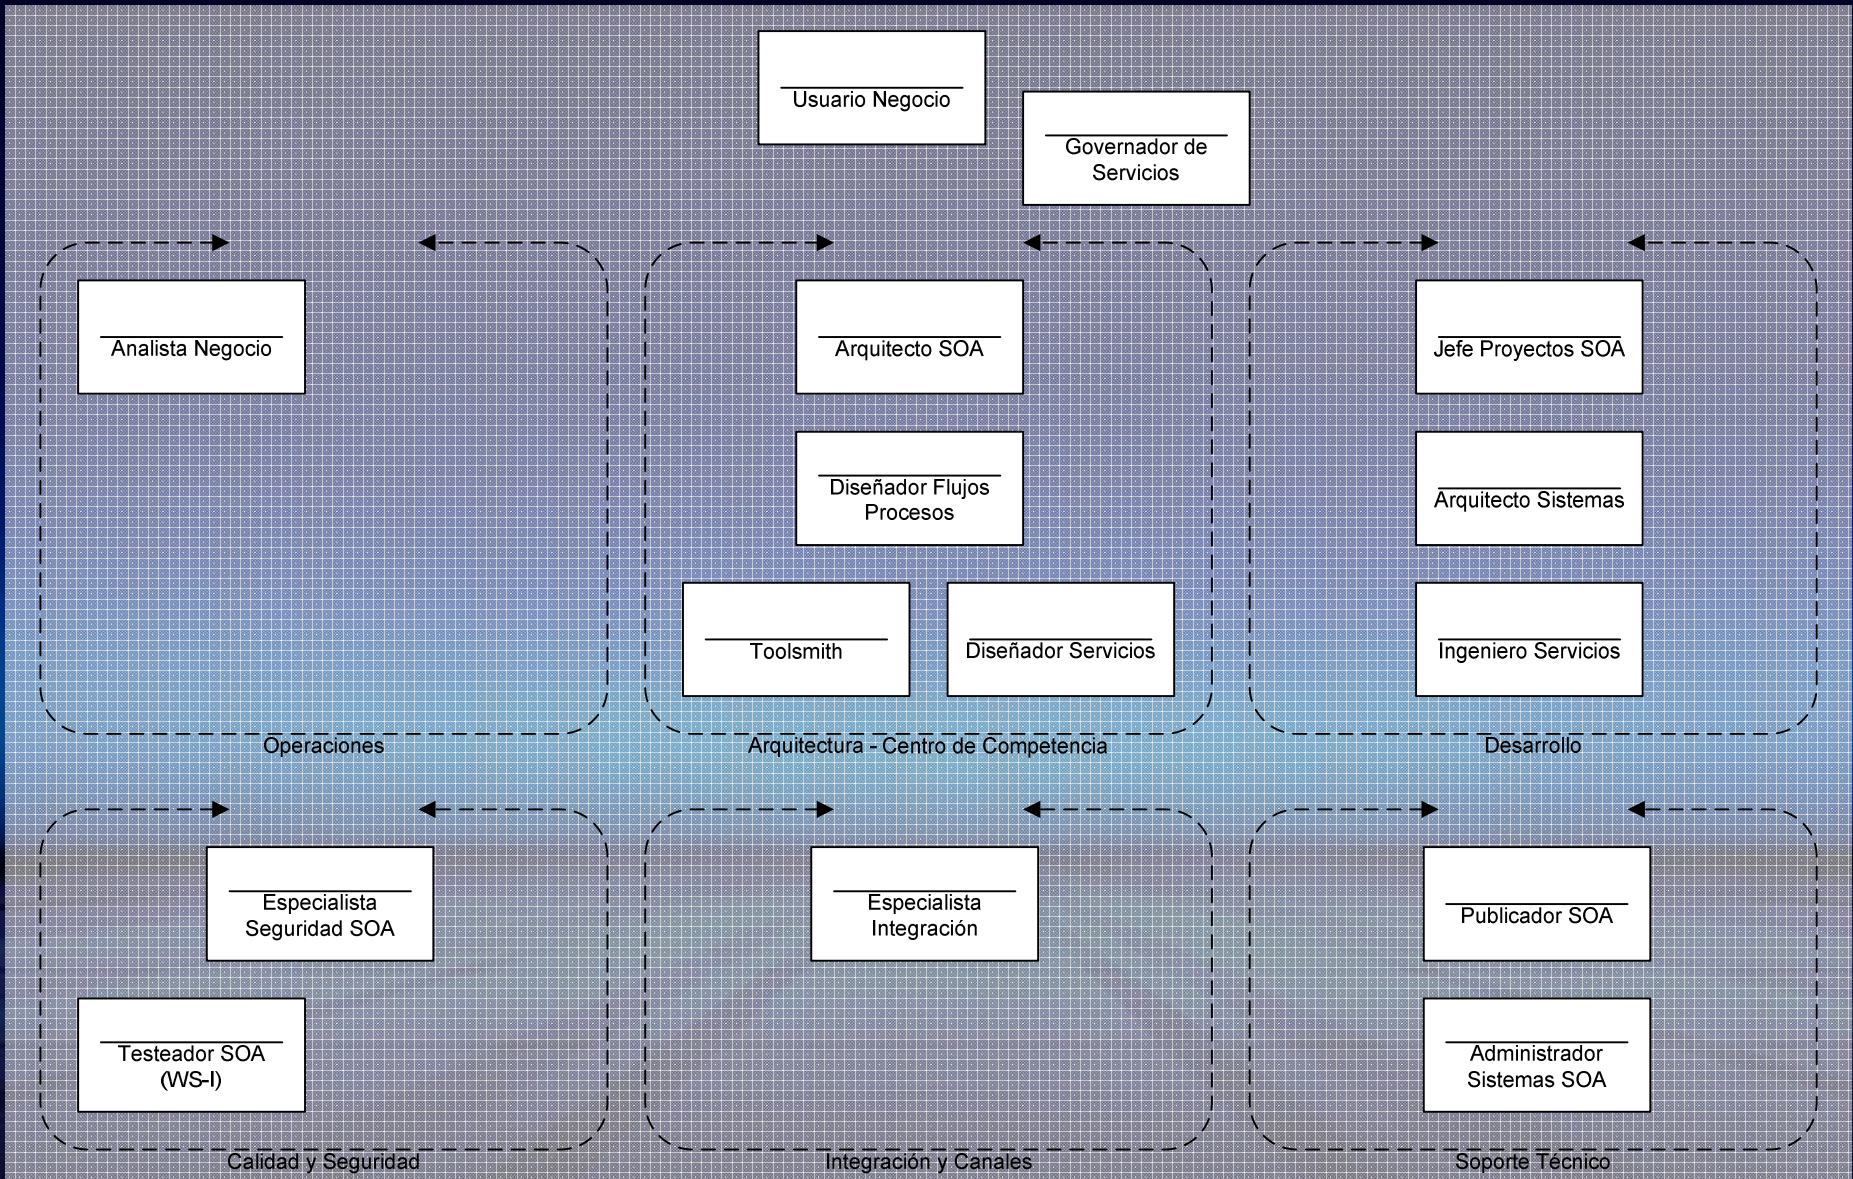 Usuario Negocio
Governador de
Servicios
Analista Negocio
Arquitecto SOA
Jefe Proyectos SOA
Diseñador Flujos
Procesos
Arquitecto Sistemas
Toolsmith
Diseñador Servicios
Ingeniero Servicios
Operaciones
Arquitectura - Centro de Competencia
Desarrollo
Especialista
Seguridad SOA
Especialista
Integración
Publicador SOA
Testeador SOA
(WS-I)
Administrador
Sistemas SOA
Calidad y Seguridad
Integración y Canales
Soporte Técnico